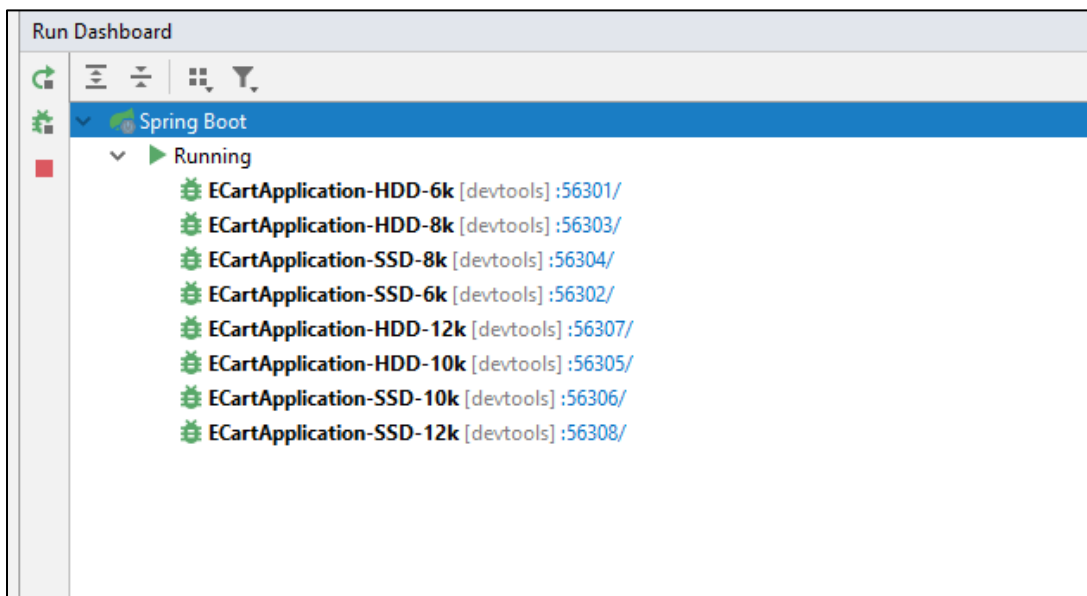 Run Dashboard
Spring Boot
Running
ECartApplication-HDD-6k [devtools] :56301/
ECartApplication-HDD-8k [devtools] :56303/
ECartApplication-SSD-8k [devtools] :56304/
ECartApplication-SSD-6k [devtools] :56302/
ECartApplication-HDD-12k [devtools] :56307/
ECartApplication-HDD-10k [devtools] :56305/
ECartApplication-SSD-10k [devtools] :56306/
ECartApplication-SSD-12k [devtools] :56308/